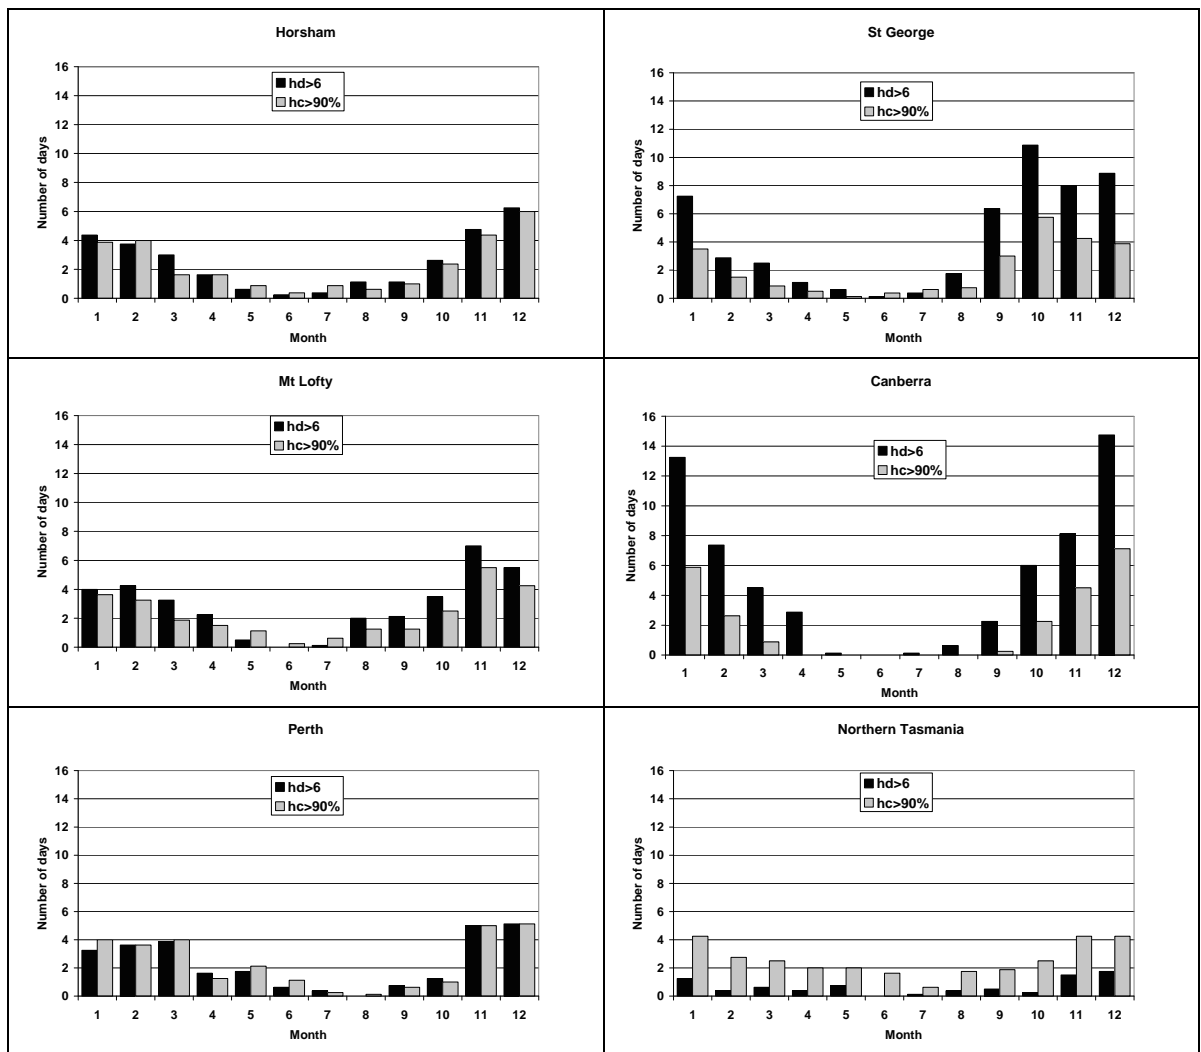 Horsham
hd>6
hc>90%
Number of days
16
14
12
10
8
6
4
2
0
1 2 3 4 5 6 7 8 9 10 11 12
Month
St George
hd>6
hc>90%
Number of days
16
14
12
10
8
6
4
2
0
1 2 3 4 5 6 7 8 9 10 11 12
Month
Mt Lofty
hd>6
hc>90%
Number of days
16
14
12
10
8
6
4
2
0
1 2 3 4 5 6 7 8 9 10 11 12
Month
Canberra
hd>6
hc>90%
Number of days
16
14
12
10
8
6
4
2
0
1 2 3 4 5 6 7 8 9 10 11 12
Month
Perth
hd>6
hc>90%
Number of days
16
14
12
10
8
6
4
2
0
1 2 3 4 5 6 7 8 9 10 11 12
Month
Northern Tasmania
hd>6
hc>90%
Number of days
16
14
12
10
8
6
4
2
0
1 2 3 4 5 6 7 8 9 10 11 12
Month